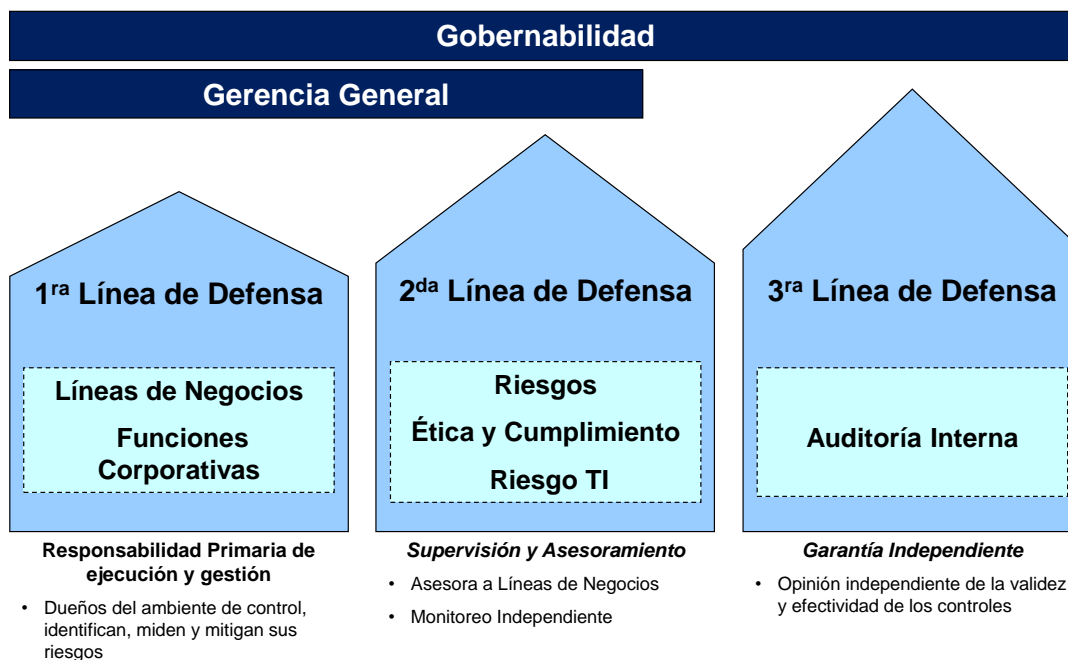 Gobernabilidad
Gerencia General
1ra Línea de Defensa
Líneas de Negocios
Funciones
Corporativas
Responsabilidad Primaria de
ejecución y gestión
• Dueños del ambiente de control,
identifican, miden y mitigan sus
riesgos
2da Línea de Defensa
Riesgos
Ética y Cumplimiento
Riesgo TI
Supervisión y Asesoramiento
• Asesora a Líneas de Negocios
• Monitoreo Independiente
3ra Línea de Defensa
Auditoría Interna
Garantía Independiente
• Opinión independiente de la validez
y efectividad de los controles